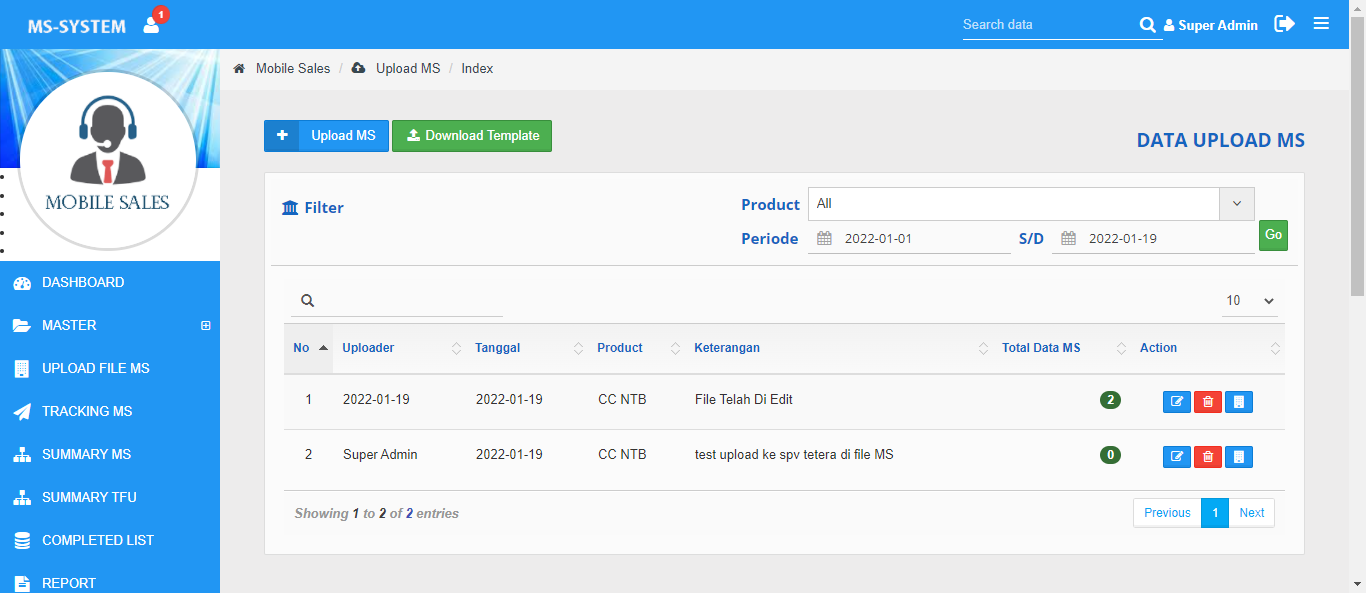 MS-SYSTEM 1 Search data Super Admin
Mobile Sales / Upload MS / Index
MOBILE SALES
DASHBOARD
MASTER
UPLOAD FILE MS
TRACKING MS
SUMMARY MS
SUMMARY TFU
COMPLETED LIST
REPORT
Upload MS Download Template
DATA UPLOAD MS
Filter
Product All
Periode 2022-01-01 S/D 2022-01-19 Go
10
No Uploader Tanggal Product Keterangan Total Data MS Action
1 2022-01-19 2022-01-19 CC NTB File Telah Di Edit 2
2 Super Admin 2022-01-19 CC NTB test upload ke spv tetera di file MS 0
Showing 1 to 2 of 2 entries
Previous 1 Next